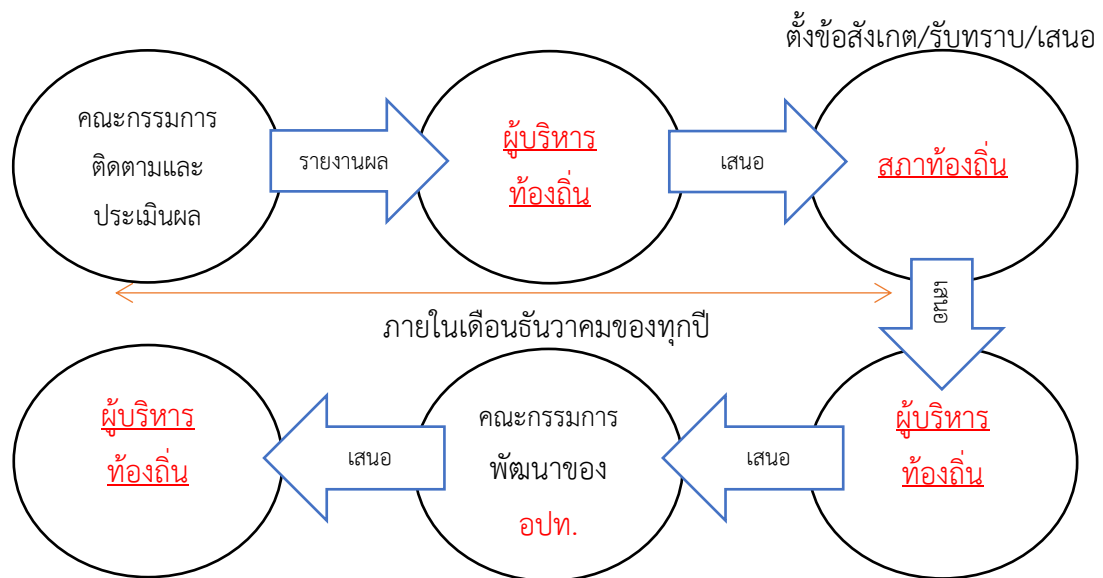 ตั้งข้อสังเกต/รับทราบ/เสนอ
คณะกรรมการ
ติดตามและ
ประเมินผล
รายงานผล
ผู้บริหาร
ท้องถิ่น
เสนอ
สภาท้องถิ่น
ภายในเดือนธันวาคมของทุกปี
เสนอ
ผู้บริหาร
ท้องถิ่น
เสนอ
คณะกรรมการ
พัฒนาของ
อปท.
เสนอ
ผู้บริหาร
ท้องถิ่น